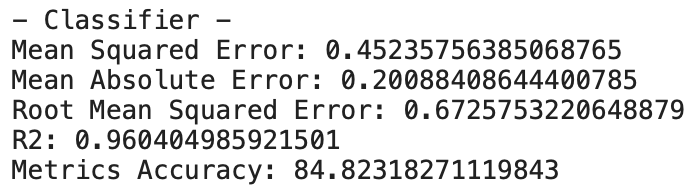 - Classifier -
Mean Squared Error: 0.45235756385068765
Mean Absolute Error: 0.20088408644400785
Root Mean Squared Error: 0.6725753220648879
R2: 0.960404985921501
Metrics Accuracy: 84.82318271119843